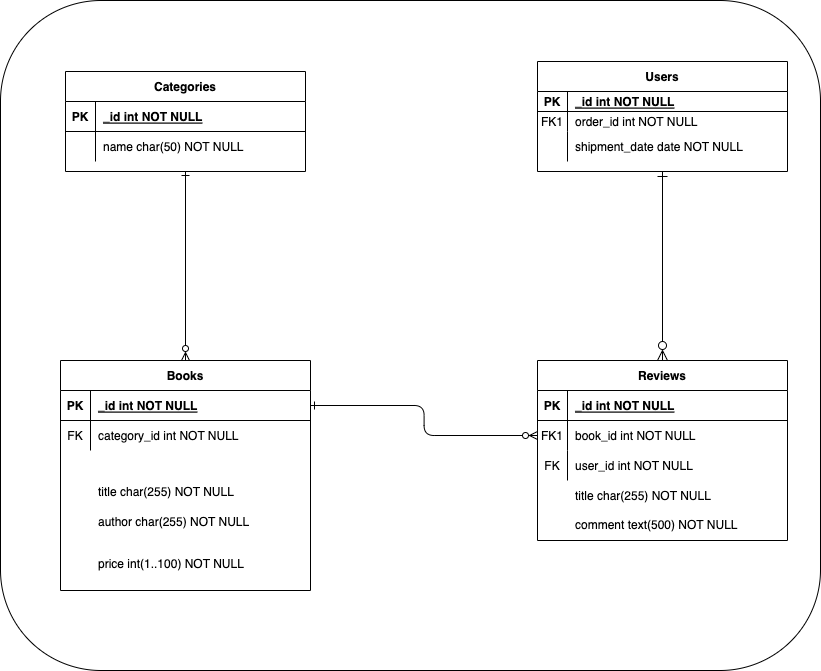 Categories
PK _id int NOT NULL
name char(50) NOT NULL
Users
PK _id int NOT NULL
FK1 order_id int NOT NULL
shipment_date date NOT NULL
Books
PK _id int NOT NULL
FK category_id int NOT NULL
title char(255) NOT NULL
author char(255) NOT NULL
price int(1..100) NOT NULL
Reviews
PK _id int NOT NULL
FK1 book_id int NOT NULL
FK user_id int NOT NULL
title char(255) NOT NULL
comment text(500) NOT NULL